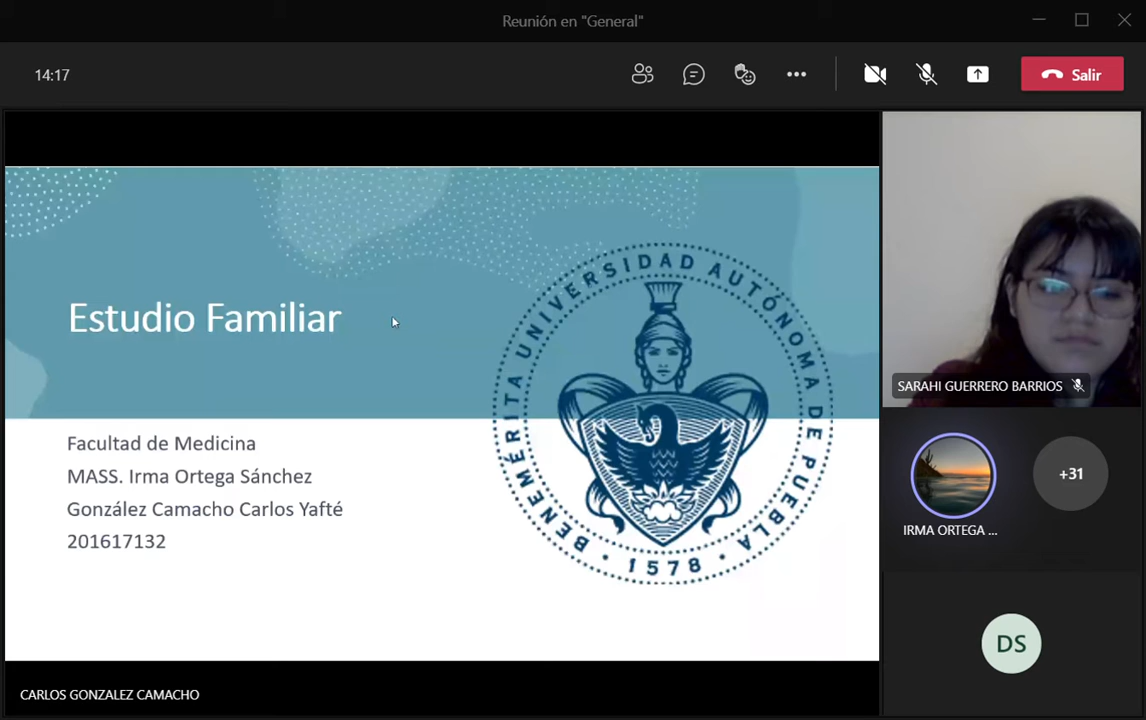 Reunión en "General"
14:17
Salir
Estudio Familiar
Facultad de Medicina
MASS. Irma Ortega Sánchez
González Camacho Carlos Yafté
201617132
BENEMÉRITA UNIVERSIDAD AUTÓNOMA DE PUEBLA
· 1578 ·
SARAHI GUERRERO BARRIOS
IRMA ORTEGA ...
+31
DS
CARLOS GONZALEZ CAMACHO